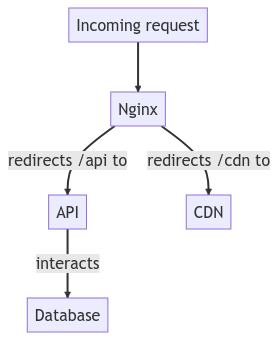 Incoming request
Nginx
redirects /api to
redirects /cdn to
API
CDN
interacts
Database